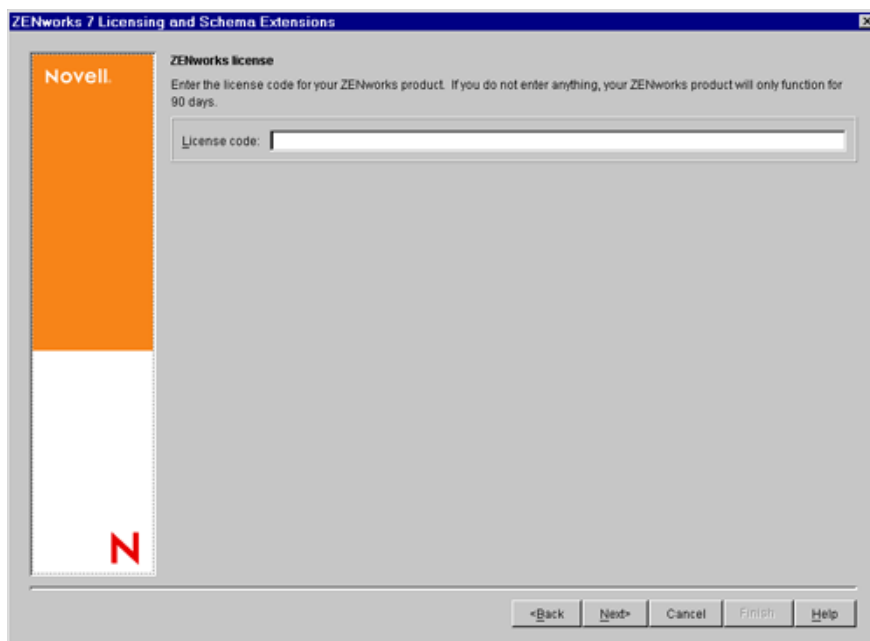 ZENworks 7 Licensing and Schema Extensions
Novell.
ZENworks license
Enter the license code for your ZENworks product. If you do not enter anything, your ZENworks product will only function for
90 days.
License code:
N
<Back
Next>
Cancel
Finish
Help